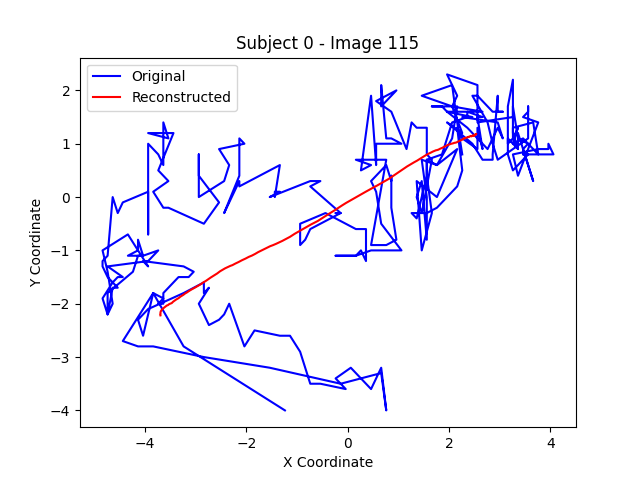 Subject 0 - Image 115
Original
Reconstructed
Y Coordinate
2
1
0
−1
−2
−3
−4
−4
−2
0
2
4
X Coordinate